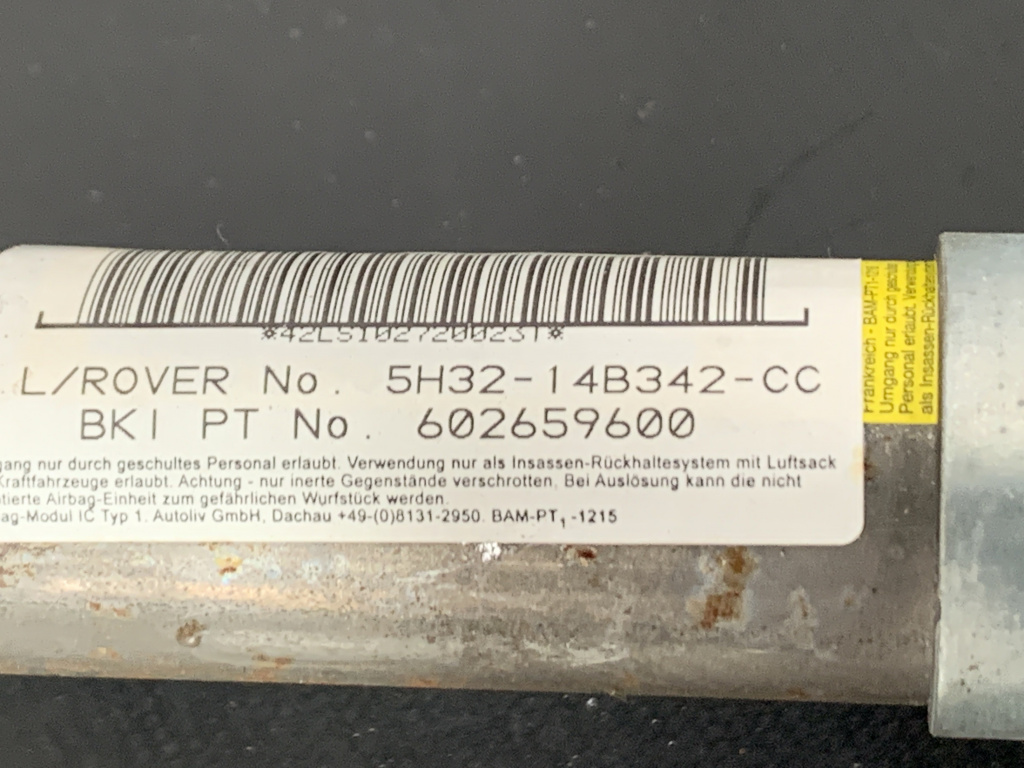 *42LST027200231*
L/ROVER No. 5H32-14B342-CC
BKI PT No. 602659600
gang nur durch geschultes Personal erlaubt. Verwendung nur als Insassen-Rückhaltesystem mit Luftsack
Kraftfahrzeuge erlaubt. Achtung - nur inerte Gegenstände verschrotten. Bei Auslösung kann die nicht
tierte Airbag-Einheit zum gefährlichen Wurfstück werden.
ag-Modul IC Typ 1. Autoliv GmbH, Dachau +49-(0)8131-2950. BAM-PT₁-1215
Frankreich - BAM-PT1-
Umgang nur durch geschulte
Personal erlaubt. Verwend
als Insassen-Rückhalte